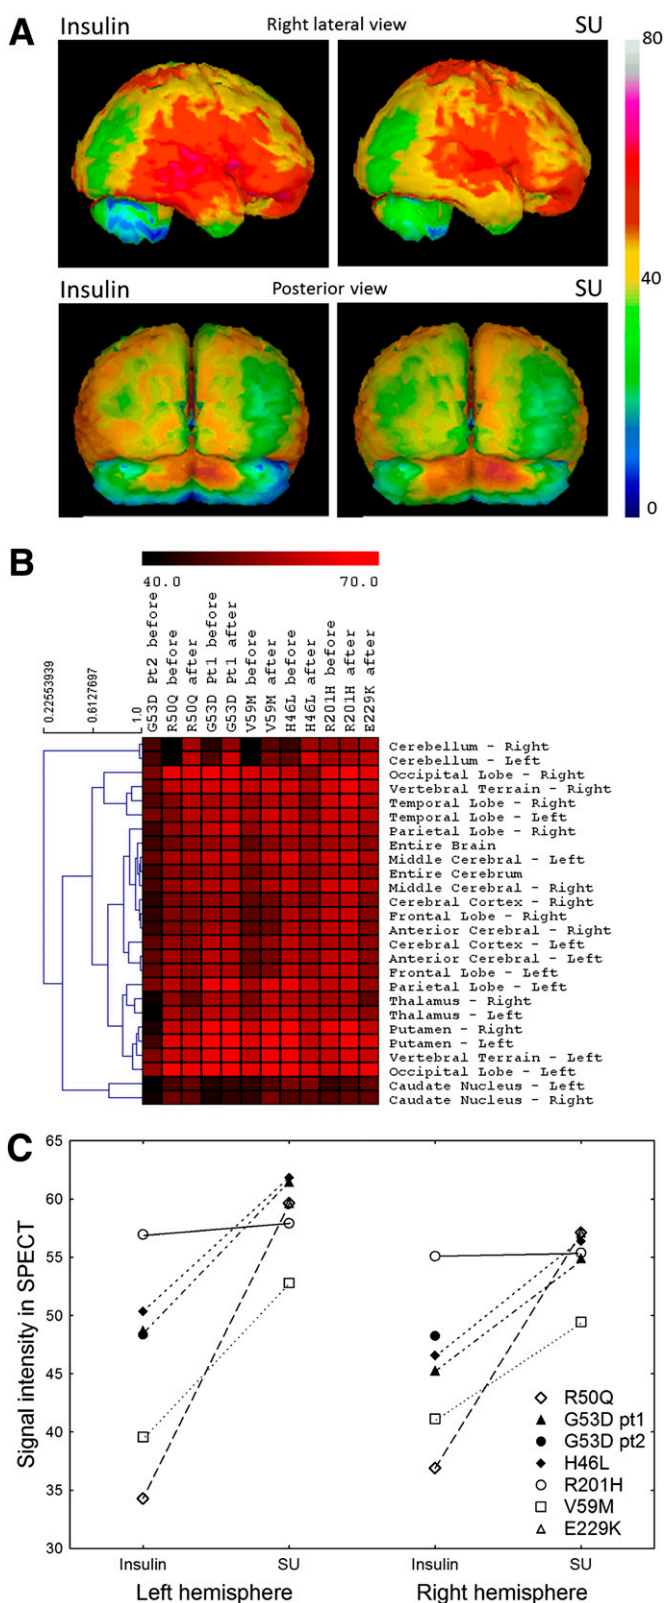 A
Insulin Right lateral view SU
80
Insulin Posterior view SU
40
0
B
40.0 70.0
0.22553939
0.6127697
1.0
G53D Pt2 before
R50Q before
R50Q after
G53D Pt1 before
G53D Pt1 after
V59M before
V59M after
H46L before
H46L after
R201H before
R201H after
E229K after
Cerebellum - Right
Cerebellum - Left
Occipital Lobe - Right
Vertebral Terrain - Right
Temporal Lobe - Right
Temporal Lobe - Left
Parietal Lobe - Right
Entire Brain
Middle Cerebral - Left
Entire Cerebrum
Middle Cerebral - Right
Cerebral Cortex - Right
Frontal Lobe - Right
Anterior Cerebral - Right
Cerebral Cortex - Left
Anterior Cerebral - Left
Frontal Lobe - Left
Parietal Lobe - Left
Thalamus - Right
Thalamus - Left
Putamen - Right
Putamen - Left
Vertebral Terrain - Left
Occipital Lobe - Left
Caudate Nucleus - Left
Caudate Nucleus - Right
C
65
60
55
50
45
40
35
30
Signal intensity in SPECT
R50Q
G53D pt1
G53D pt2
H46L
R201H
V59M
E229K
Insulin SU Insulin SU
Left hemisphere Right hemisphere